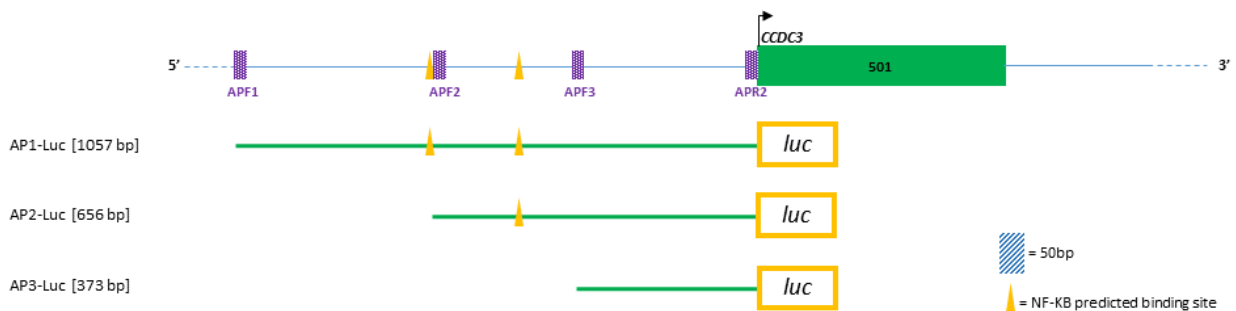 CCDC3
5’
501
3’
APF1
APF2
APF3
APR2
AP1-Luc [1057 bp]
luc
AP2-Luc [656 bp]
luc
= 50bp
AP3-Luc [373 bp]
luc
= NF-KB predicted binding site